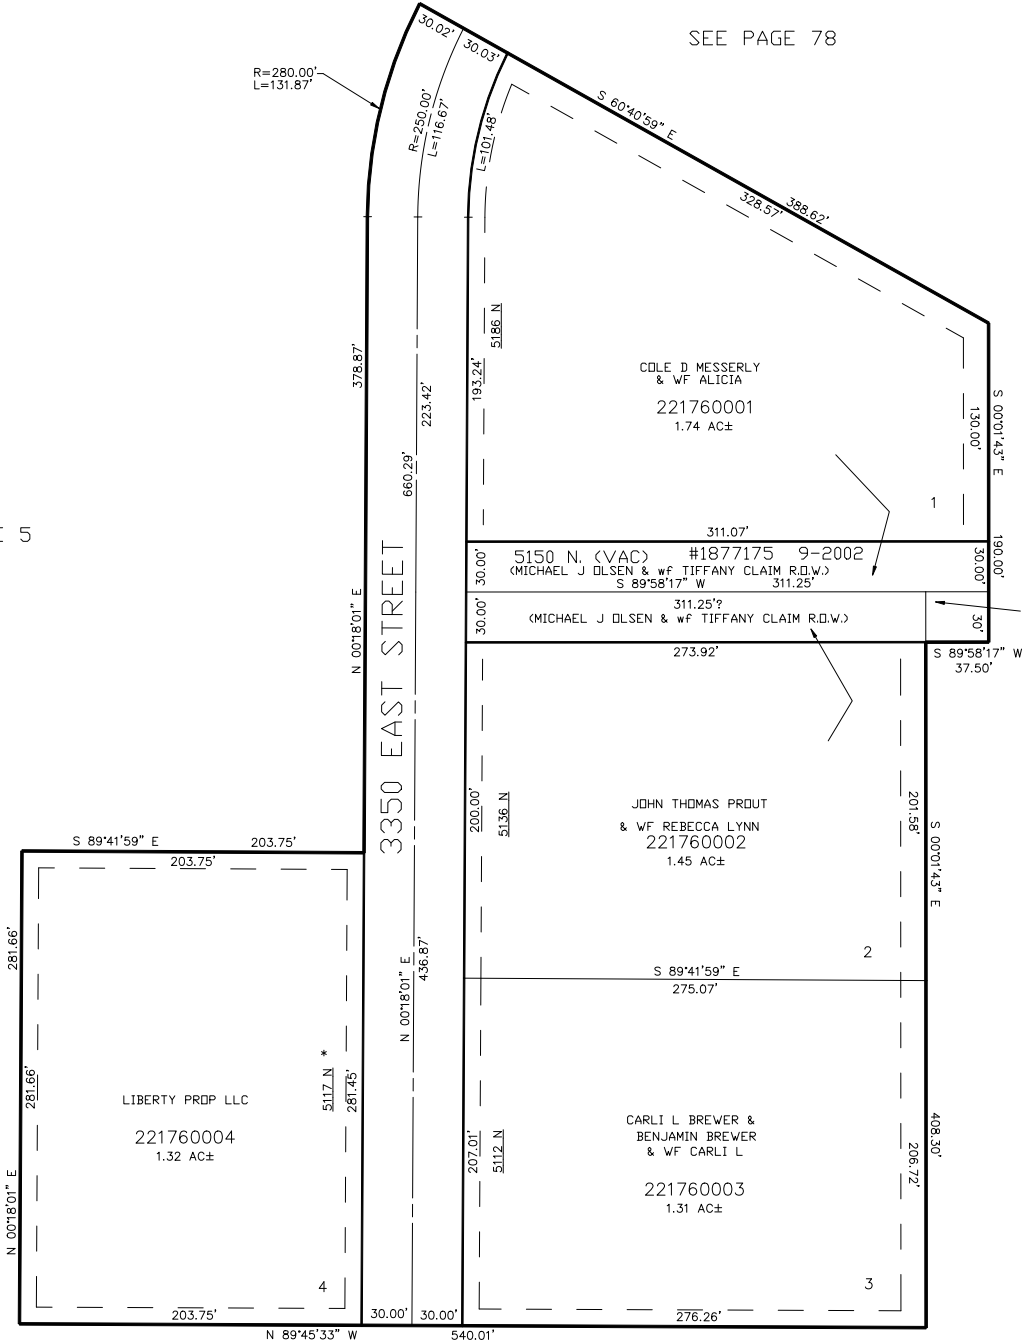 SEE PAGE 78
30.02'
30.03'
R=280.00'
L=131.87'
R=250.00'
L=116.67'
L=101.48'
S 60°40'59" E
328.57'
388.62'
5186 N
378.87'
193.24'
223.42'
660.29'
COLE D MESSERLY
& WF ALICIA
221760001
1.74 AC±
S 00°01'43" E
130.00'
1
E 5
311.07'
190.00'
30.00'
5150 N. (VAC) #1877175 9-2002
(MICHAEL J OLSEN & wf TIFFANY CLAIM R.O.W.)
S 89°58'17" W 311.25'
30.00'
30.00'
311.25'?
(MICHAEL J OLSEN & wf TIFFANY CLAIM R.O.W.)
30'
N 00°18'01" E
273.92'
S 89°58'17" W
37.50'
3350 EAST STREET
200.00'
5136 N
JOHN THOMAS PROUT
& WF REBECCA LYNN
221760002
1.45 AC±
201.58'
S 00°01'43" E
S 89°41'59" E 203.75'
203.75'
281.66'
436.87'
N 00°18'01" E
2
S 89°41'59" E
275.07'
281.66'
5117 N *
281.45'
LIBERTY PROP LLC
221760004
1.32 AC±
207.01'
5112 N
CARLI L BREWER &
BENJAMIN BREWER
& WF CARLI L
221760003
1.31 AC±
408.30'
206.72'
N 00°18'01" E
4
3
203.75'
30.00'
30.00'
276.26'
N 89°45'33" W 540.01'